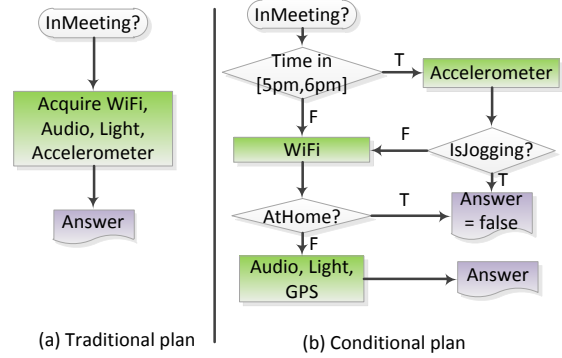 InMeeting?
Acquire WiFi,
Audio, Light,
Accelerometer
Answer
(a) Traditional plan
InMeeting?
Time in
[5pm,6pm]
T
Accelerometer
F
F
WiFi
IsJogging?
T
AtHome?
T
Answer
= false
F
Audio, Light,
GPS
Answer
(b) Conditional plan